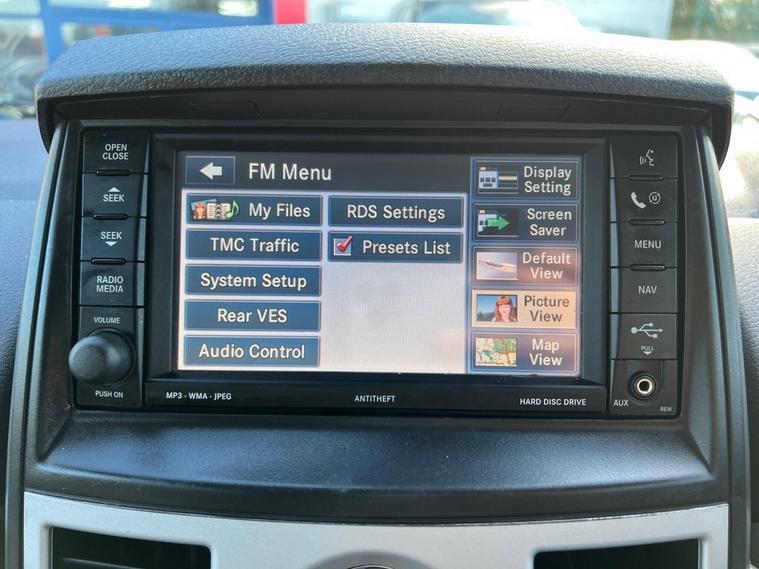 OPEN
CLOSE
SEEK
SEEK
RADIO
MEDIA
VOLUME
PUSH ON
FM Menu
My Files
TMC Traffic
System Setup
Rear VES
Audio Control
RDS Settings
Presets List
Display
Setting
Screen
Saver
Default
View
Picture
View
Map
View
MENU
NAV
PULL
AUX
REW
MP3 · WMA · JPEG
ANTITHEFT
HARD DISC DRIVE